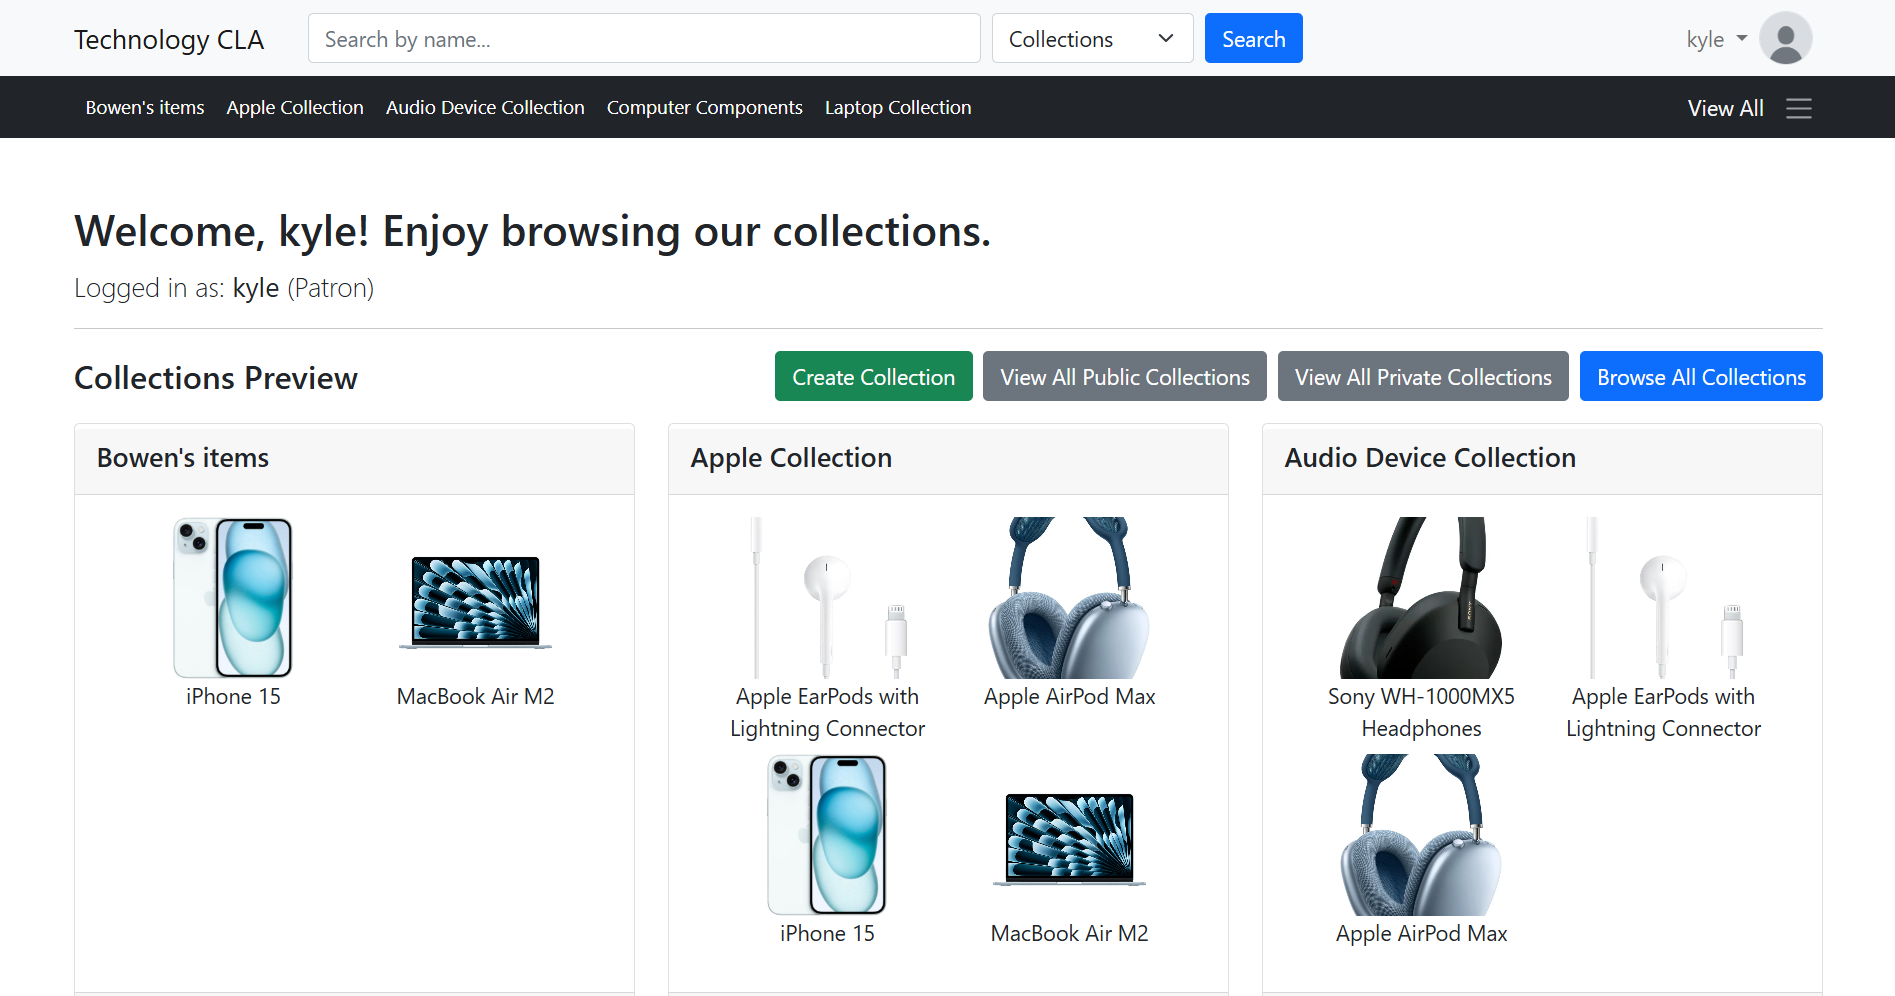 Technology CLA
Search by name...
Collections
Search
kyle
Bowen's items
Apple Collection
Audio Device Collection
Computer Components
Laptop Collection
View All
Welcome, kyle! Enjoy browsing our collections.
Logged in as: kyle (Patron)
Collections Preview
Create Collection
View All Public Collections
View All Private Collections
Browse All Collections
Bowen's items
iPhone 15
MacBook Air M2
Apple Collection
Apple EarPods with
Lightning Connector
Apple AirPod Max
iPhone 15
MacBook Air M2
Audio Device Collection
SONY
Sony WH-1000MX5
Headphones
Apple EarPods with
Lightning Connector
Apple AirPod Max